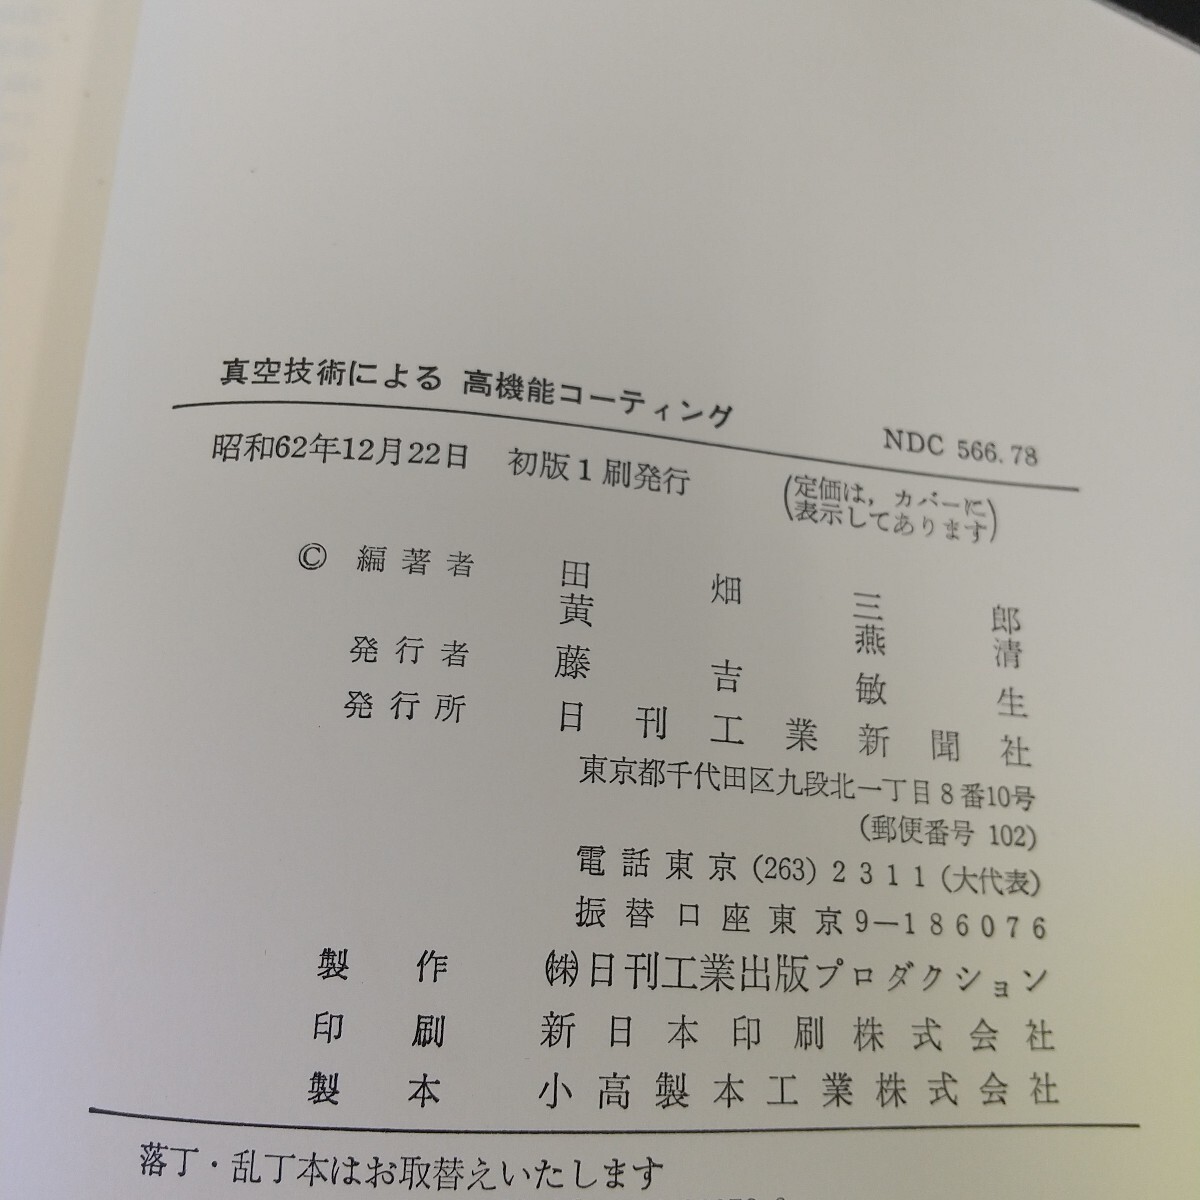 真空技術による 高機能コーティング
NDC 566.78
昭和62年12月22日 初版1刷発行
(定価は,カバーに
表示してあります)
© 編著者 田畑三郎
黄燕清
発行者 藤吉敏生
発行所 日刊工業新聞社
東京都千代田区九段北一丁目8番10号
(郵便番号 102)
電話東京(263)2311(大代表)
振替口座東京9-186076
製作 ㈱日刊工業出版プロダクション
印刷 新日本印刷株式会社
製本 小高製本工業株式会社
落丁・乱丁本はお取替えいたします